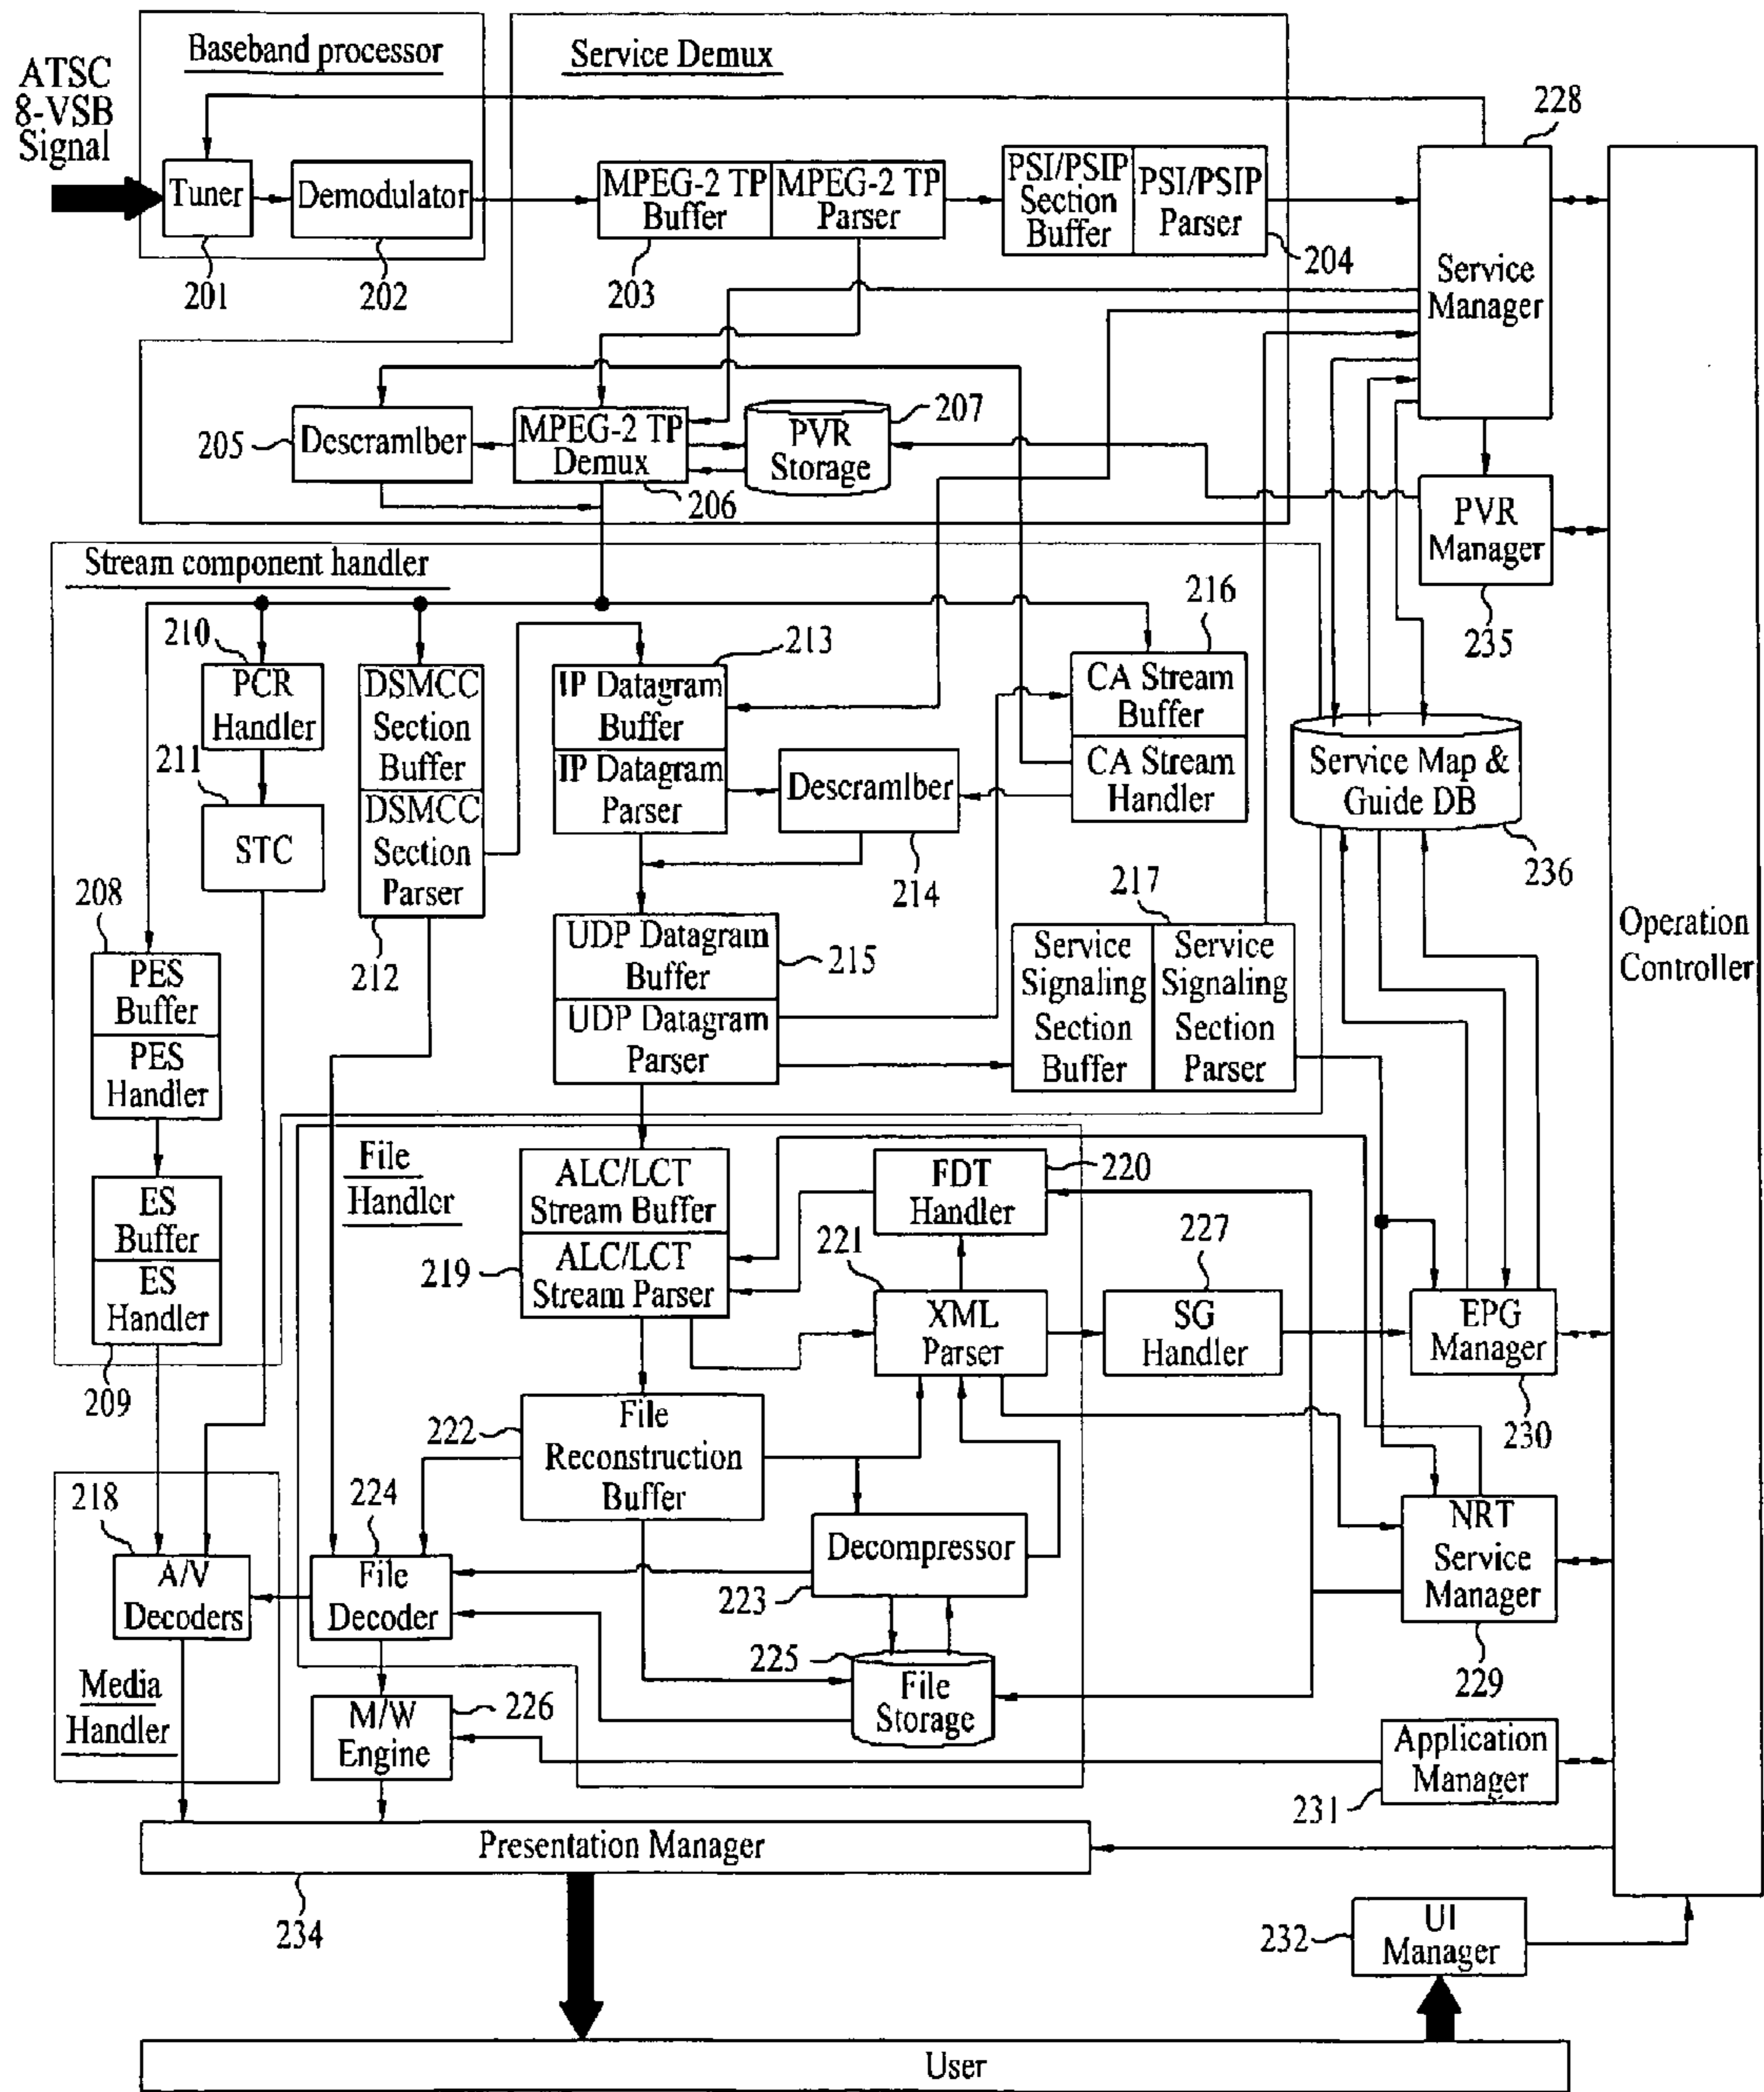 Baseband processor
Service Demux
ATSC
8-VSB
Signal
228
Tuner
Demodulator
MPEG-2 TP
Buffer
MPEG-2 TP
Parser
PSI/PSIP
Section
Buffer
PSI/PSIP
Parser
201
202
203
204
Service
Manager
205
Descramlber
MPEG-2 TP
Demux
206
PVR
Storage
207
PVR
Manager
235
Stream component handler
210
PCR
Handler
211
STC
DSMCC
Section
Buffer
DSMCC
Section
Parser
212
213
IP Datagram
Buffer
IP Datagram
Parser
Descramlber
214
216
CA Stream
Buffer
CA Stream
Handler
Service Map &
Guide DB
236
Operation
Controller
208
PES
Buffer
PES
Handler
UDP Datagram
Buffer
UDP Datagram
Parser
215
217
Service
Signaling
Section
Buffer
Service
Signaling
Section
Parser
ES
Buffer
ES
Handler
209
File
Handler
ALC/LCT
Stream Buffer
ALC/LCT
Stream Parser
219
FDT
Handler
220
221
XML
Parser
227
SG
Handler
EPG
Manager
230
222
File
Reconstruction
Buffer
218
A/V
Decoders
224
File
Decoder
Decompressor
223
NRT
Service
Manager
229
225
File
Storage
Media
Handler
M/W
Engine
226
Application
Manager
231
Presentation Manager
234
232
UI
Manager
User